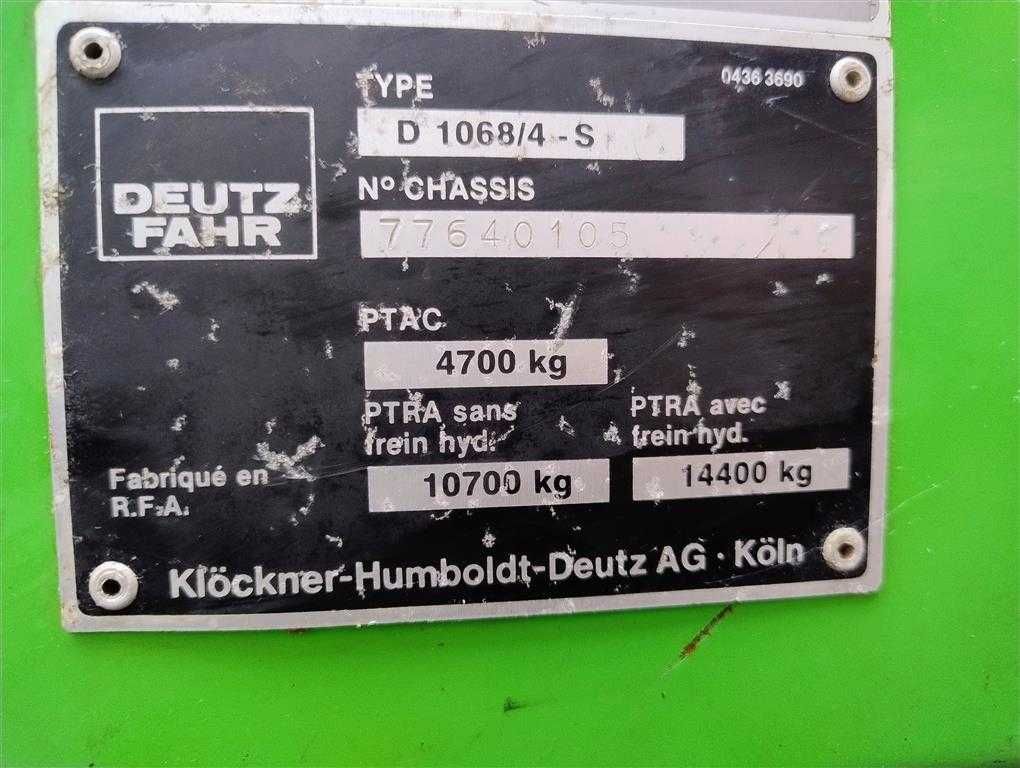 TYPE
0436 3690
D 1068/4 - S
DEUTZ
FAHR
Nº CHASSIS
77640105
PTAC
4700 kg
PTRA sans
frein hyd.
PTRA avec
frein hyd.
10700 kg
14400 kg
Fabriqué en
R.F.A.
Klöckner-Humboldt-Deutz AG · Köln